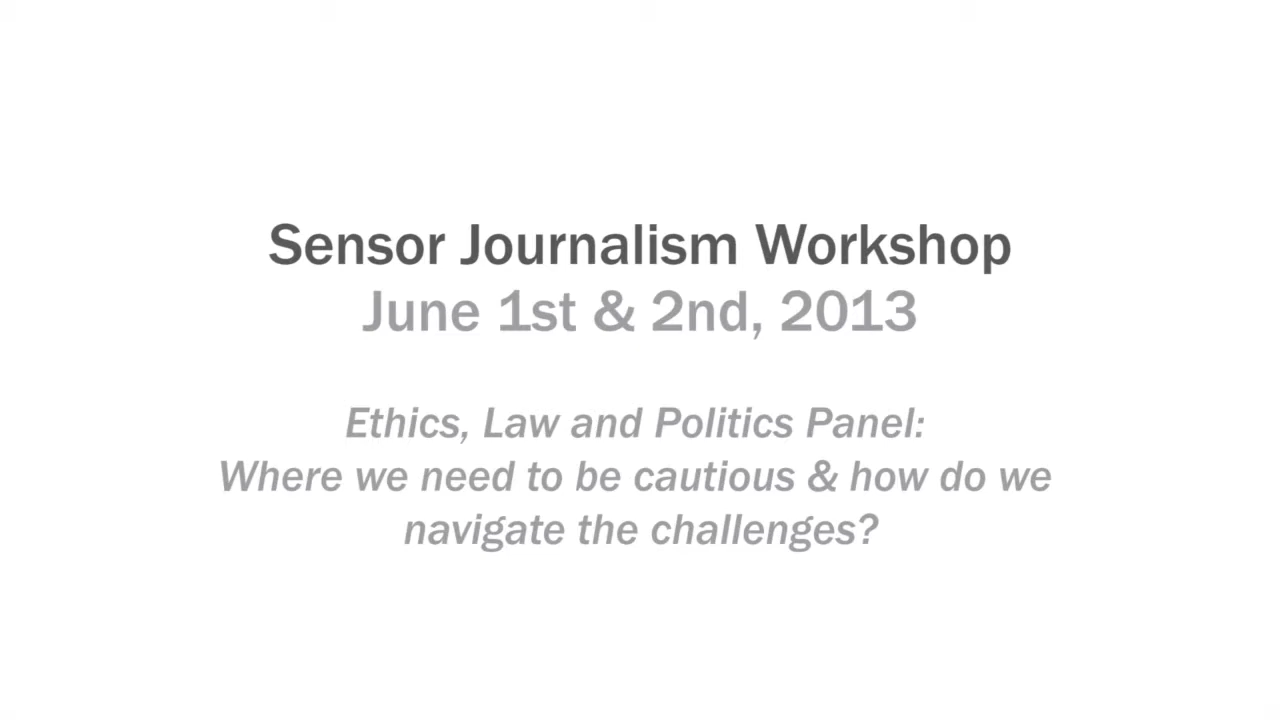 Sensor Journalism Workshop
June 1st & 2nd, 2013
Ethics, Law and Politics Panel:
Where we need to be cautious & how do we
navigate the challenges?